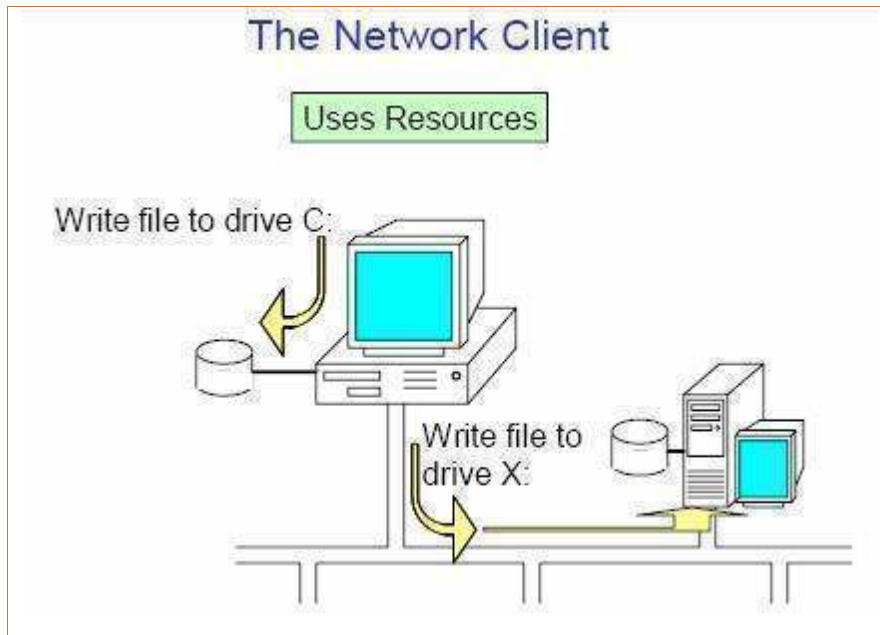 The Network Client
Uses Resources
Write file to drive C:
Write file to
drive X: